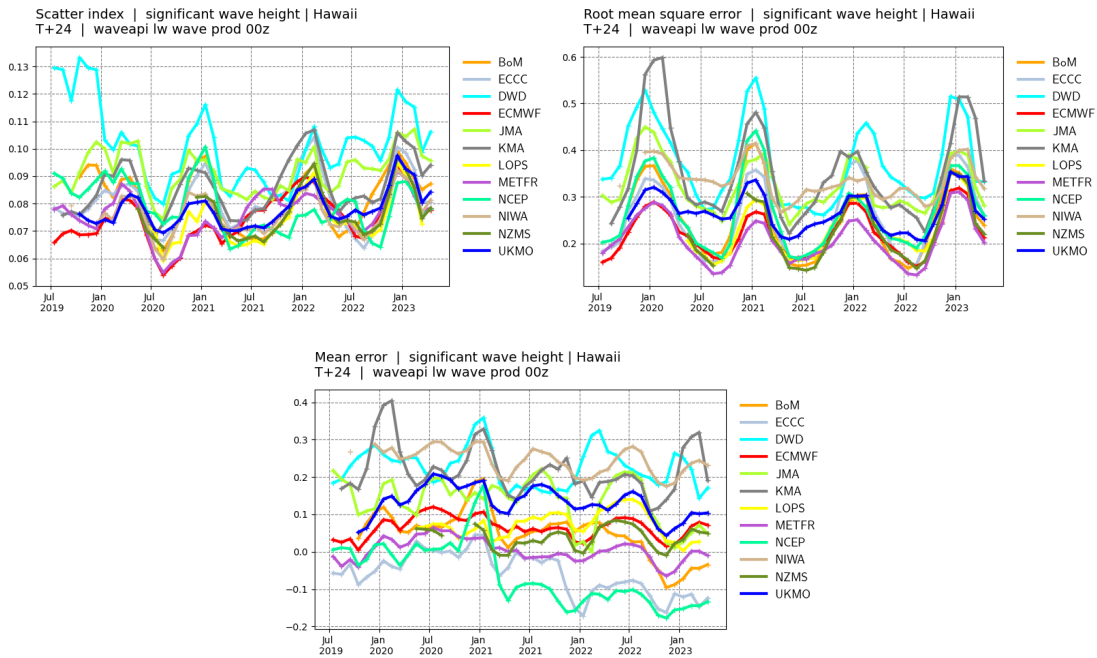 Scatter index | significant wave height | Hawaii
T+24 | waveapi lw wave prod 00z
0.13
0.12
0.11
0.10
0.09
0.08
0.07
0.06
0.05
Jul 2019
Jan 2020
Jul 2020
Jan 2021
Jul 2021
Jan 2022
Jul 2022
Jan 2023
BoM
ECCC
DWD
ECMWF
JMA
KMA
LOPS
METFR
NCEP
NIWA
NZMS
UKMO
Root mean square error | significant wave height | Hawaii
T+24 | waveapi lw wave prod 00z
0.6
0.5
0.4
0.3
0.2
Jul 2019
Jan 2020
Jul 2020
Jan 2021
Jul 2021
Jan 2022
Jul 2022
Jan 2023
BoM
ECCC
DWD
ECMWF
JMA
KMA
LOPS
METFR
NCEP
NIWA
NZMS
UKMO
Mean error | significant wave height | Hawaii
T+24 | waveapi lw wave prod 00z
0.4
0.3
0.2
0.1
0.0
−0.1
−0.2
Jul 2019
Jan 2020
Jul 2020
Jan 2021
Jul 2021
Jan 2022
Jul 2022
Jan 2023
BoM
ECCC
DWD
ECMWF
JMA
KMA
LOPS
METFR
NCEP
NIWA
NZMS
UKMO